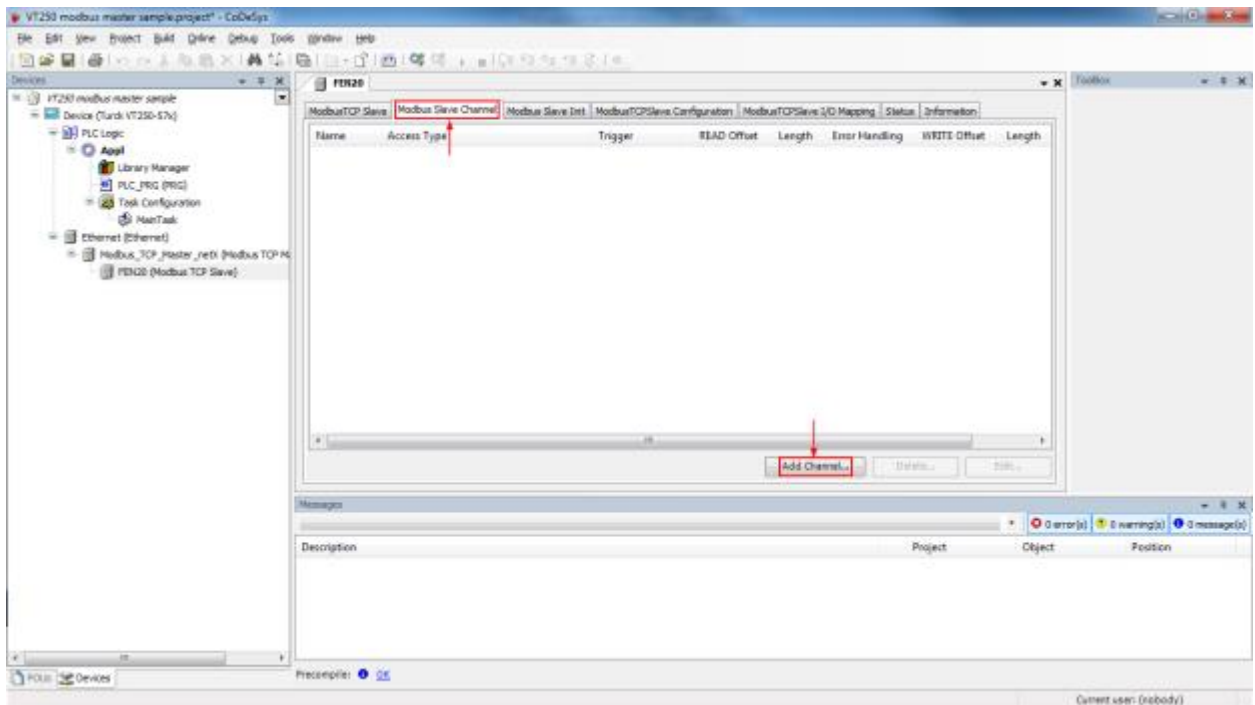 VT250 modbus master sample.project* - CoDeSys
File Edit View Project Build Online Debug Tools Window Help
Devices
FEN20
ToolBox
VT250 modbus master sample
Device (Turck VT250-57x)
PLC Logic
Appl
Library Manager
PLC_PRG (PRG)
Task Configuration
MainTask
Ethernet (Ethernet)
Modbus_TCP_Master_netX (Modbus TCP M
FEN20 (Modbus TCP Slave)
ModbusTCP Slave Modbus Slave Channel Modbus Slave Init ModbusTCPSlave Configuration ModbusTCPSlave I/O Mapping Status Information
Name Access Type Trigger READ Offset Length Error Handling WRITE Offset Length
Add Channel... Delete... Edit...
Messages
0 error(s) 0 warning(s) 0 message(s)
Description Project Object Position
POUs Devices
Precompile: OK
Current user: (nobody)